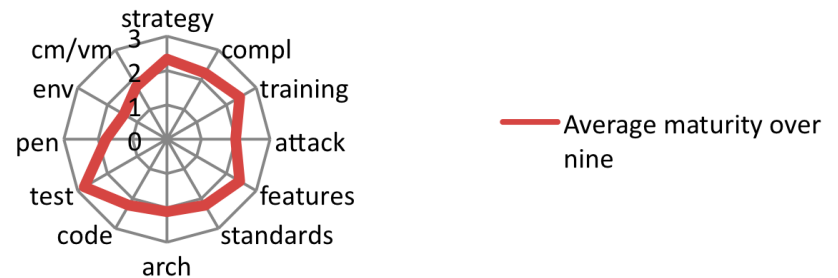 strategy
3
cm/vm
compl
2
env
training
1
pen
0
attack
test
features
code
standards
arch
Average maturity over
nine